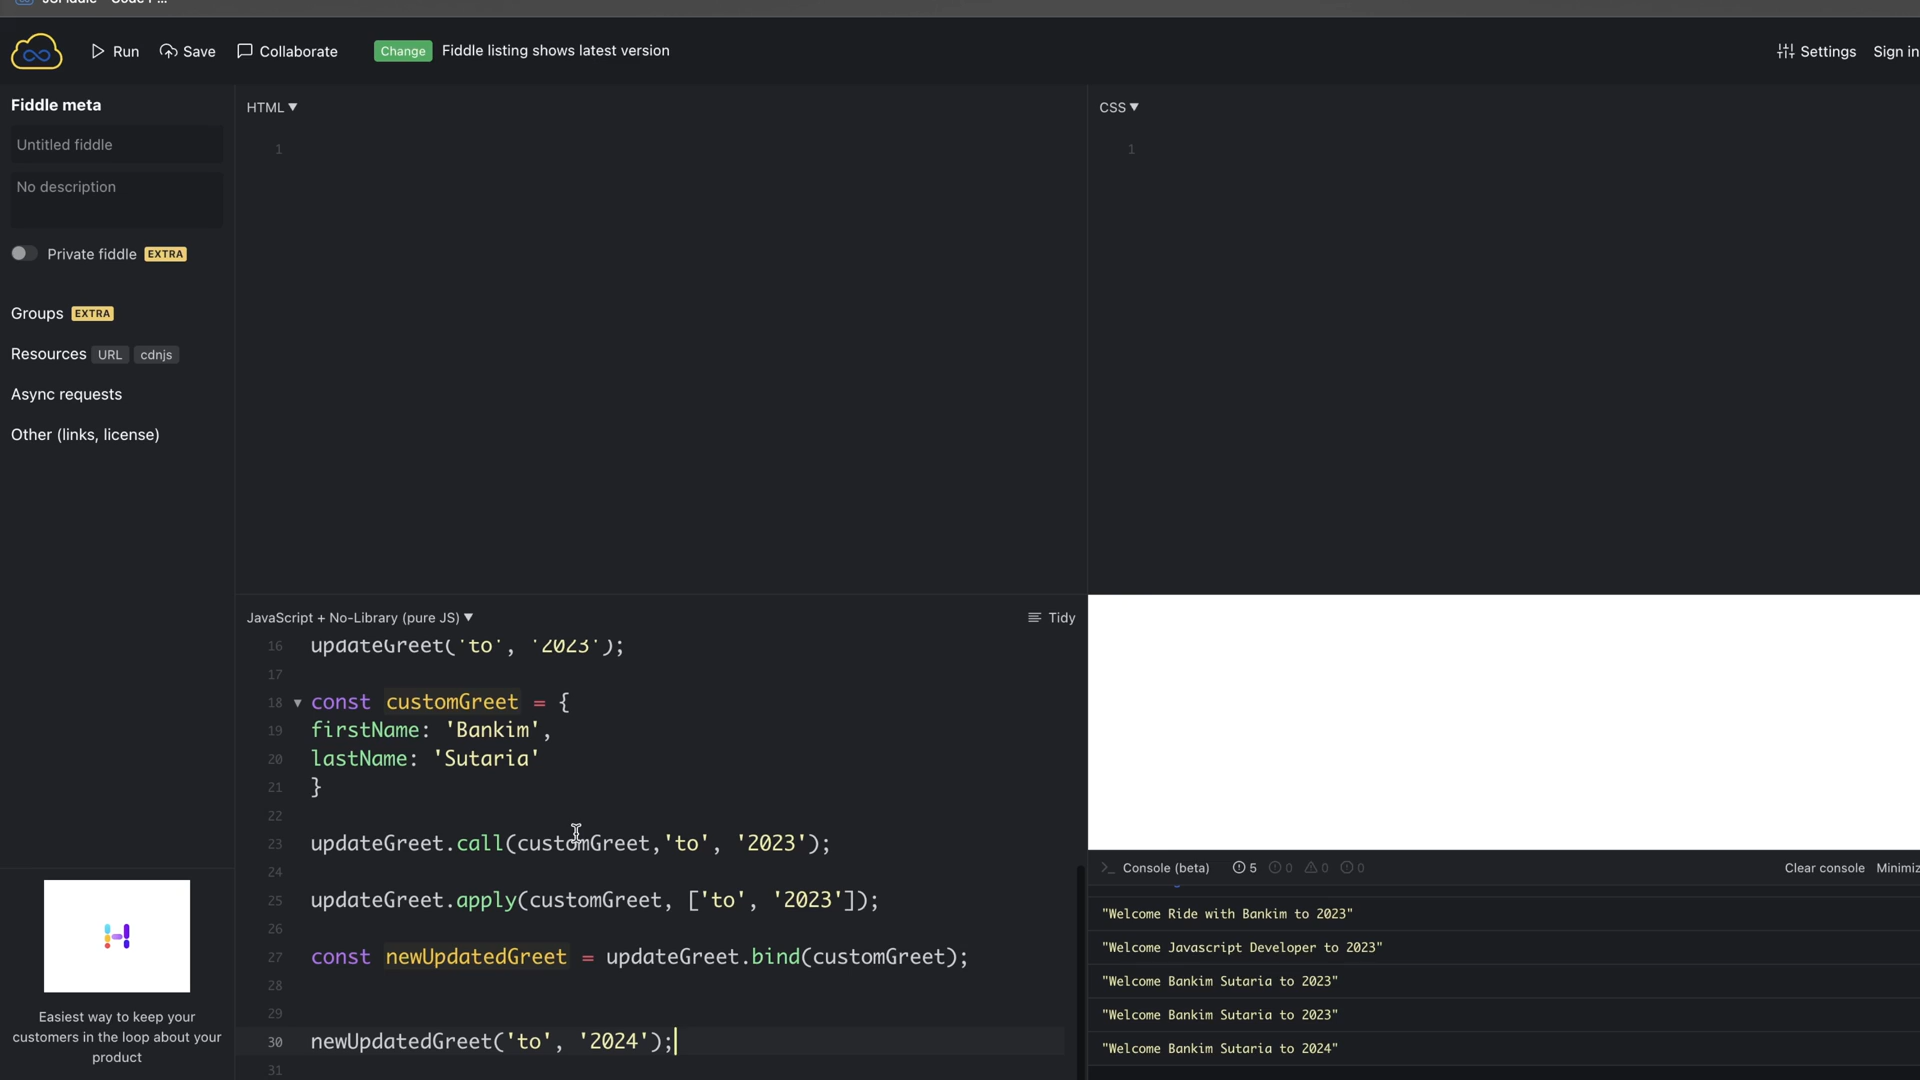 Run
Save
Collaborate
Change
Fiddle listing shows latest version
Settings
Sign in
Fiddle meta
Untitled fiddle
No description
Private fiddle EXTRA
Groups EXTRA
Resources URL cdnjs
Async requests
Other (links, license)
Easiest way to keep your
customers in the loop about your
product
HTML ▼
1
CSS ▼
1
JavaScript + No-Library (pure JS) ▼
Tidy
16 updateGreet('to', '2023');
17
18 ▼ const customGreet = {
19 firstName: 'Bankim',
20 lastName: 'Sutaria'
21 }
22
23 updateGreet.call(customGreet,'to', '2023');
24
25 updateGreet.apply(customGreet, ['to', '2023']);
26
27 const newUpdatedGreet = updateGreet.bind(customGreet);
28
29
30 newUpdatedGreet('to', '2024');
31
>_ Console (beta) 5 0 0 0
Clear console
"Welcome Ride with Bankim to 2023"
"Welcome Javascript Developer to 2023"
"Welcome Bankim Sutaria to 2023"
"Welcome Bankim Sutaria to 2023"
"Welcome Bankim Sutaria to 2024"